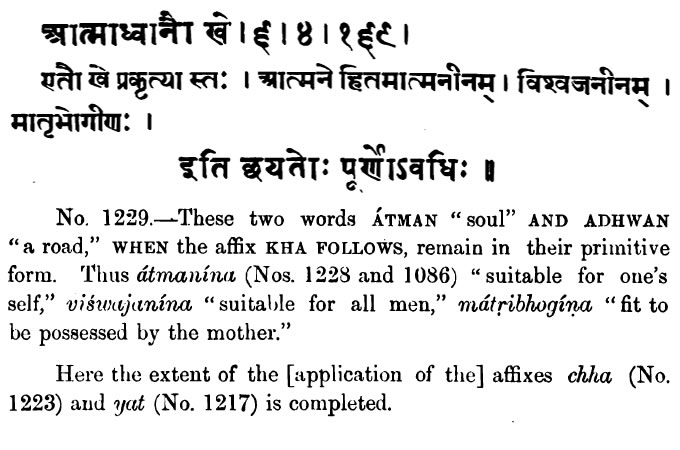 आत्माध्वानौ खे । ६ । ४ । १६९ ।
एतौ खे प्रकृत्या स्तः । आत्मने हितमात्मनीनम् । विश्वजनीनम् ।
मातृभोगीणः ।
इति छयतोः पूर्णोऽवधिः ॥
No. 1229.—These two words ÁTMAN “soul” AND ADHWAN
“a road,” WHEN the affix KHA FOLLOWS, remain in their primitive
form. Thus átmanína (Nos. 1228 and 1086) “suitable for one’s
self,” viśwajanína “suitable for all men,” mátṛibhogíṇa “fit to
be possessed by the mother.”
Here the extent of the [application of the] affixes chha (No.
1223) and yat (No. 1217) is completed.